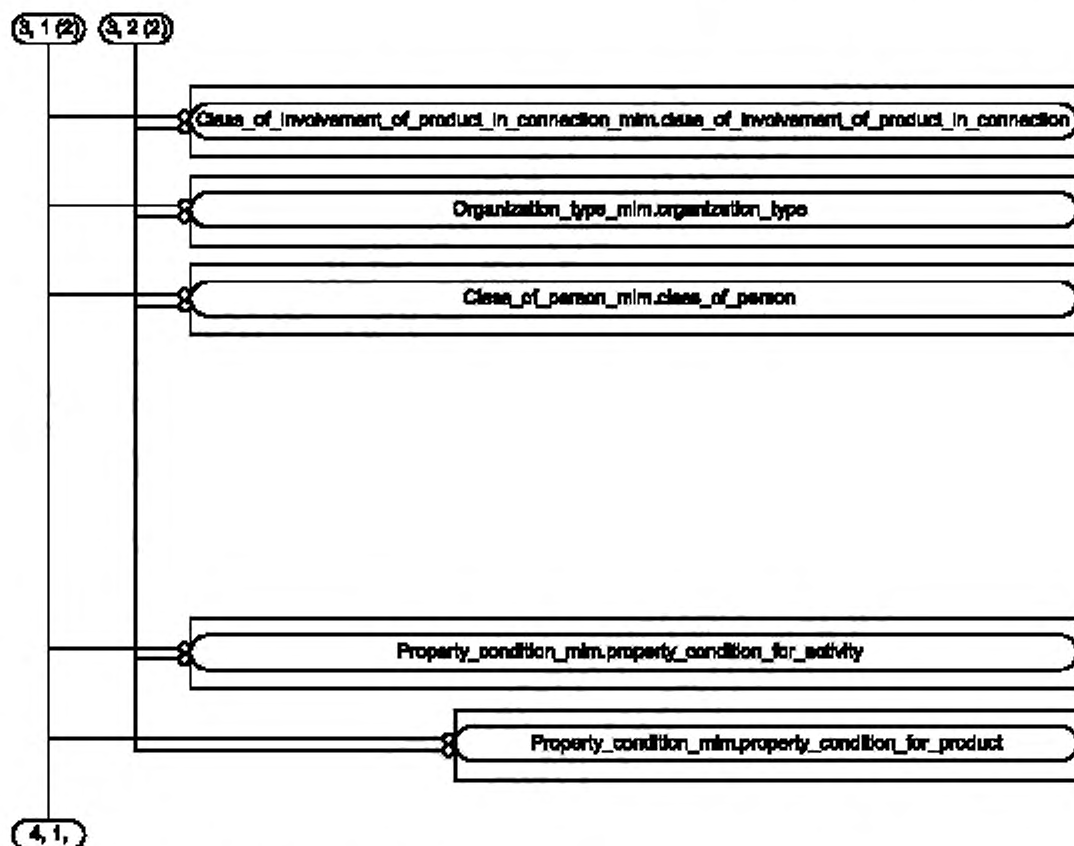 3, 1 (2)
3, 2 (2)
Class_of_involvement_of_product_in_connection_mim.class_of_involvement_of_product_in_connection
Organization_type_mim.organization_type
Class_of_person_mim.class_of_person
Property_condition_mim.property_condition_for_activity
Property_condition_mim.property_condition_for_product
4, 1,